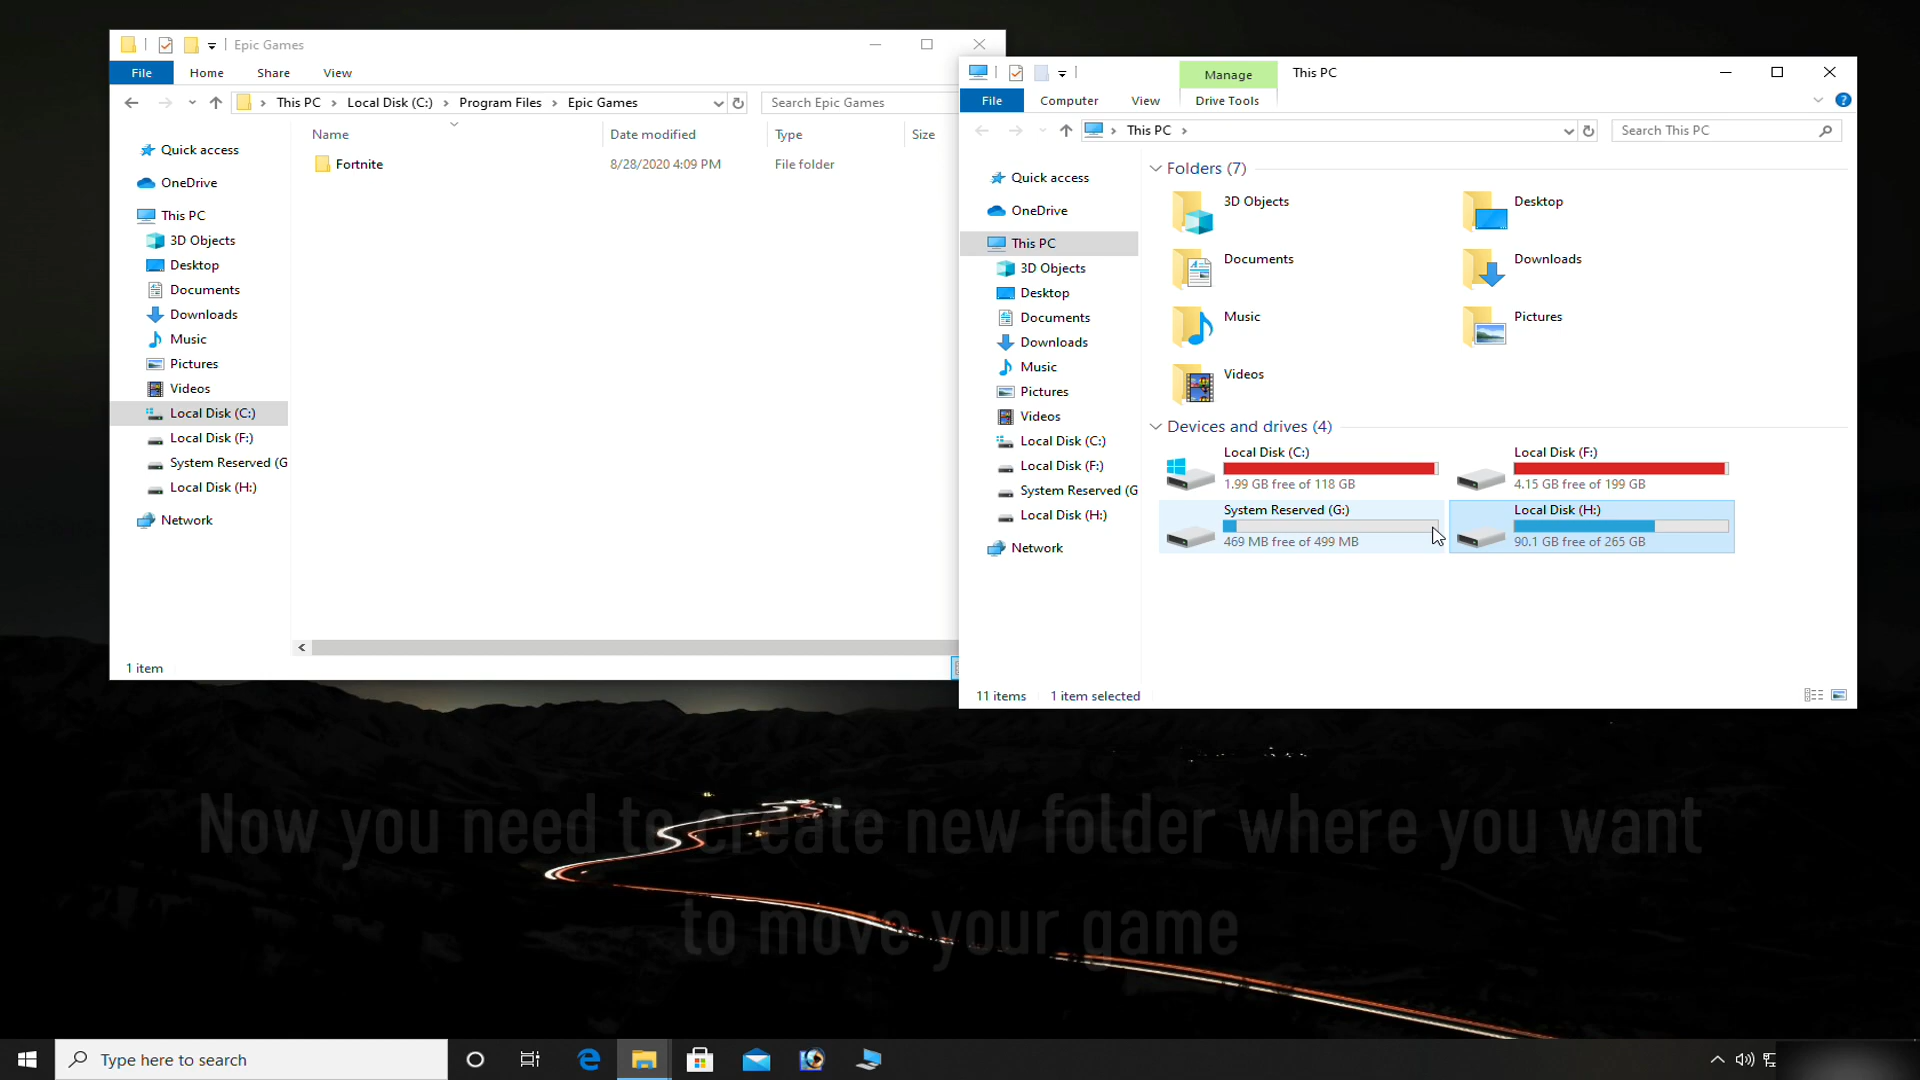 Epic Games
File Home Share View
This PC Local Disk (C:) Program Files Epic Games
Search Epic Games
Name Date modified Type Size
Fortnite 8/28/2020 4:09 PM File folder
Quick access
OneDrive
This PC
3D Objects
Desktop
Documents
Downloads
Music
Pictures
Videos
Local Disk (C:)
Local Disk (F:)
System Reserved (G
Local Disk (H:)
Network
1 item
Manage This PC
File Computer View Drive Tools
This PC
Search This PC
Quick access
OneDrive
This PC
3D Objects
Desktop
Documents
Downloads
Music
Pictures
Videos
Local Disk (C:)
Local Disk (F:)
System Reserved (G
Local Disk (H:)
Network
Folders (7)
3D Objects Desktop
Documents Downloads
Music Pictures
Videos
Devices and drives (4)
Local Disk (C:)
1.99 GB free of 118 GB
Local Disk (F:)
4.15 GB free of 199 GB
System Reserved (G:)
469 MB free of 499 MB
Local Disk (H:)
90.1 GB free of 265 GB
11 items 1 item selected
Now you need to create new folder where you want
to move your game
Type here to search